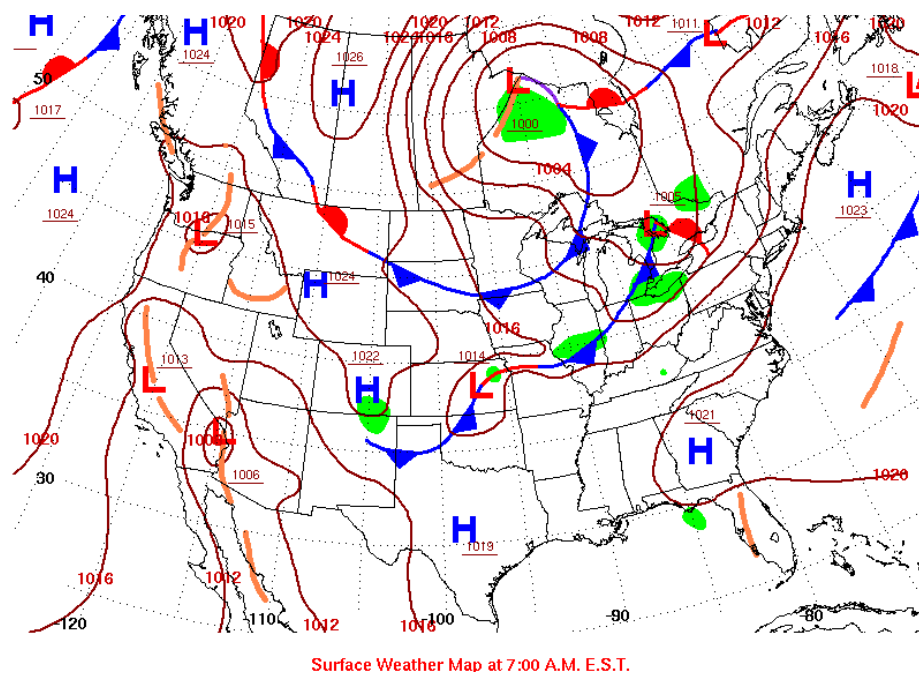 1020 1020 1020 1012 1012 1011 1012 1020
H H 1024 1024 1024 1016 1008 1008 L 1016
1026 1018 L
50 H L
1017 1000 1020
1004 1005
H H
1024 1023
1016 1015 L L
40 H 1024
1016
1013 1022 1014
L H L
1021
1020 1008 L H 1020
30 1006
H 1019
1016 1012 1012 1016
-120 -110 -100 -90 -80
Surface Weather Map at 7:00 A.M. E.S.T.